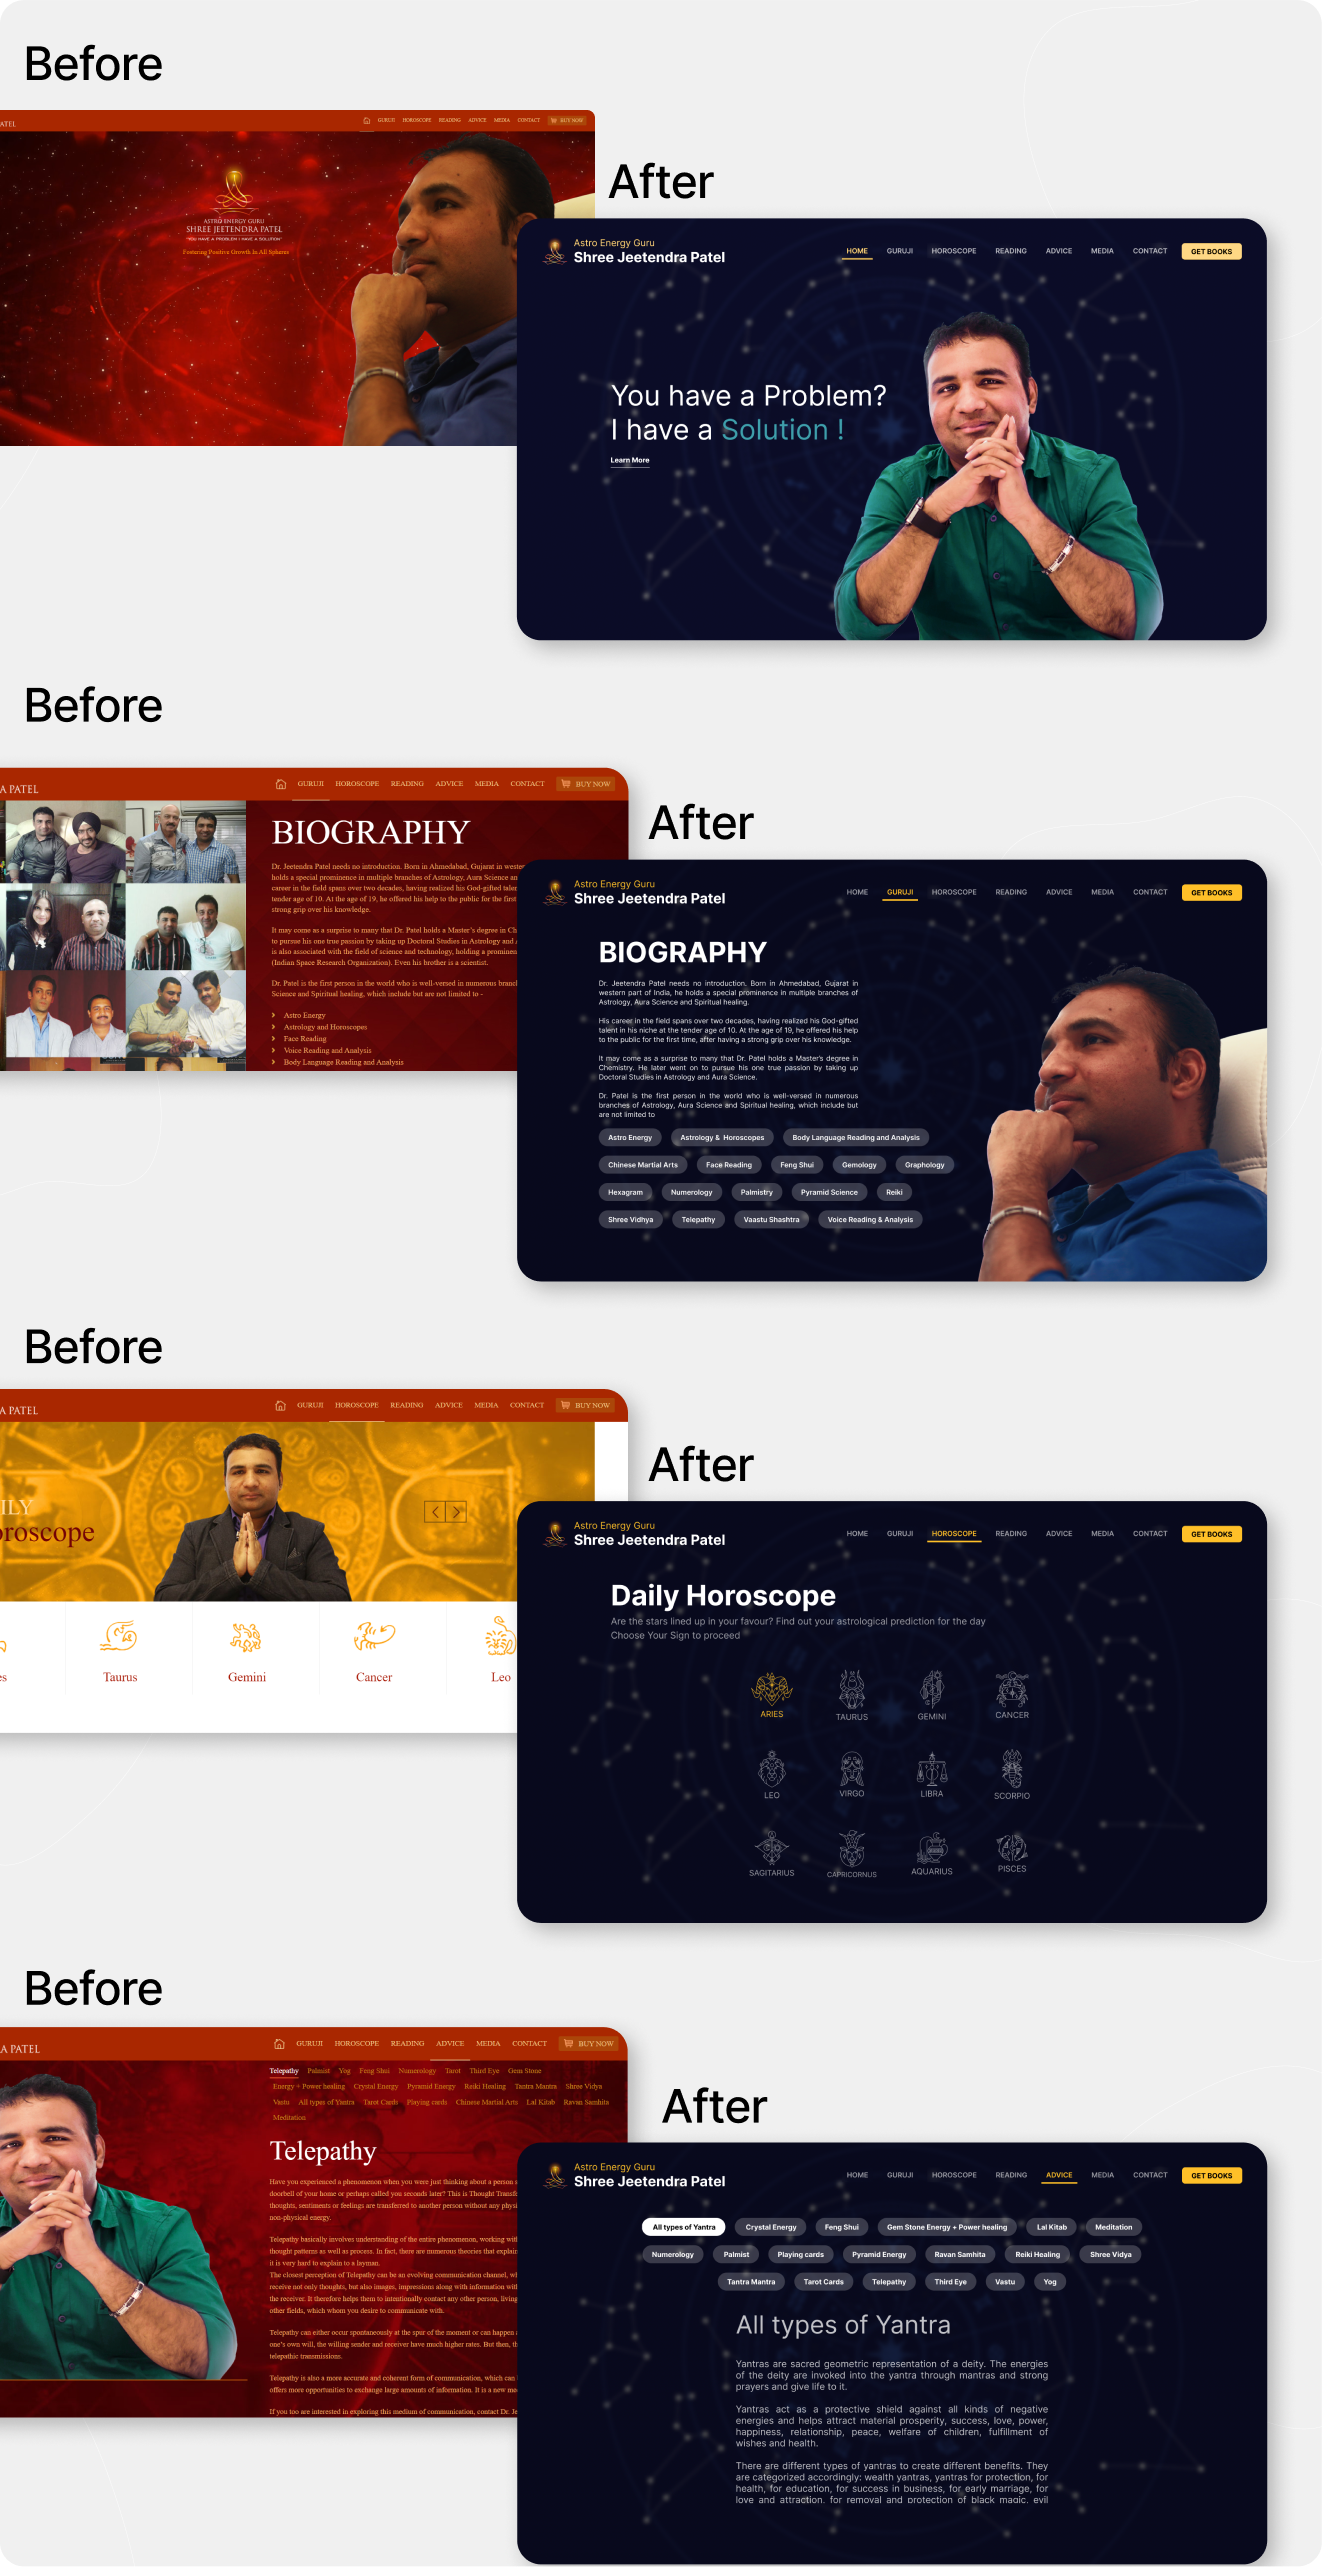 Before
ATEL
GURUJI HOROSCOPE READING ADVICE MEDIA CONTACT BUY NOW
ASTRO ENERGY GURU
SHREE JEETENDRA PATEL
"YOU HAVE A PROBLEM I HAVE A SOLUTION"
Fostering Positive Growth In All Spheres
After
Astro Energy Guru
Shree Jeetendra Patel
HOME GURUJI HOROSCOPE READING ADVICE MEDIA CONTACT GET BOOKS
You have a Problem?
I have a Solution !
Learn More
Before
A PATEL
GURUJI HOROSCOPE READING ADVICE MEDIA CONTACT BUY NOW
BIOGRAPHY
Dr. Jeetendra Patel needs no introduction. Born in Ahmedabad, Gujarat in wester
holds a special prominence in multiple branches of Astrology, Aura Science an
career in the field spans over two decades, having realized his God-gifted taler
tender age of 10. At the age of 19, he offered his help to the public for the first
strong grip over his knowledge.
It may come as a surprise to many that Dr. Patel holds a Master's degree in Ch
to pursue his one true passion by taking up Doctoral Studies in Astrology and
is also associated with the field of science and technology, holding a prominen
(Indian Space Research Organization). Even his brother is a scientist.
Dr. Patel is the first person in the world who is well-versed in numerous branc
Science and Spiritual healing, which include but are not limited to -
Astro Energy
Astrology and Horoscopes
Face Reading
Voice Reading and Analysis
Body Language Reading and Analysis
After
Astro Energy Guru
Shree Jeetendra Patel
HOME GURUJI HOROSCOPE READING ADVICE MEDIA CONTACT GET BOOKS
BIOGRAPHY
Dr. Jeetendra Patel needs no introduction. Born in Ahmedabad, Gujarat in
western part of India, he holds a special prominence in multiple branches of
Astrology, Aura Science and Spiritual healing.
His career in the field spans over two decades, having realized his God-gifted
talent in his niche at the tender age of 10. At the age of 19, he offered his help
to the public for the first time, after having a strong grip over his knowledge.
It may come as a surprise to many that Dr. Patel holds a Master's degree in
Chemistry. He later went on to pursue his one true passion by taking up
Doctoral Studies in Astrology and Aura Science.
Dr. Patel is the first person in the world who is well-versed in numerous
branches of Astrology, Aura Science and Spiritual healing, which include but
are not limited to
Astro Energy Astrology & Horoscopes Body Language Reading and Analysis
Chinese Martial Arts Face Reading Feng Shui Gemology Graphology
Hexagram Numerology Palmistry Pyramid Science Reiki
Shree Vidhya Telepathy Vaastu Shashtra Voice Reading & Analysis
Before
A PATEL
GURUJI HOROSCOPE READING ADVICE MEDIA CONTACT BUY NOW
ILY
oroscope
es Taurus Gemini Cancer Leo
After
Astro Energy Guru
Shree Jeetendra Patel
HOME GURUJI HOROSCOPE READING ADVICE MEDIA CONTACT GET BOOKS
Daily Horoscope
Are the stars lined up in your favour? Find out your astrological prediction for the day
Choose Your Sign to proceed
ARIES TAURUS GEMINI CANCER
LEO VIRGO LIBRA SCORPIO
SAGITARIUS CAPRICORNUS AQUARIUS PISCES
Before
A PATEL
GURUJI HOROSCOPE READING ADVICE MEDIA CONTACT BUY NOW
Telepathy Palmist Yog Feng Shui Numerology Tarot Third Eye Gem Stone
Energy + Power healing Crystal Energy Pyramid Energy Reiki Healing Tantra Mantra Shree Vidya
Vastu All types of Yantra Tarot Cards Playing cards Chinese Martial Arts Lal Kitab Ravan Samhita
Meditation
Telepathy
Have you experienced a phenomenon when you were just thinking about a person s
doorbell of your home or perhaps called you seconds later? This is Thought Transf
thoughts, sentiments or feelings are transferred to another person without any physi
non-physical energy.
Telepathy basically involves understanding of the entire phenomenon, working wit
thought patterns as well as process. In fact, there are numerous theories that explain
it is very hard to explain to a layman.
The closest perception of Telepathy can be an evolving communication channel, wh
receive not only thoughts, but also images, impressions along with information wit
the receiver. It therefore helps them to intentionally contact any other person, living
other fields, which whom you desire to communicate with.
Telepathy can either occur spontaneously at the spur of the moment or can happen
one's own will, the willing sender and receiver have much higher rates. But then, th
telepathic transmissions.
Telepathy is also a more accurate and coherent form of communication, which can
offers more opportunities to exchange large amounts of information. It is a new mo
If you too are interested in exploring this medium of communication, contact Dr. Je
After
Astro Energy Guru
Shree Jeetendra Patel
HOME GURUJI HOROSCOPE READING ADVICE MEDIA CONTACT GET BOOKS
All types of Yantra Crystal Energy Feng Shui Gem Stone Energy + Power healing Lal Kitab Meditation
Numerology Palmist Playing cards Pyramid Energy Ravan Samhita Reiki Healing Shree Vidya
Tantra Mantra Tarot Cards Telepathy Third Eye Vastu Yog
All types of Yantra
Yantras are sacred geometric representation of a deity. The energies
of the deity are invoked into the yantra through mantras and strong
prayers and give life to it.
Yantras act as a protective shield against all kinds of negative
energies and helps attract material prosperity, success, love, power,
happiness, relationship, peace, welfare of children, fulfillment of
wishes and health.
There are different types of yantras to create different benefits. They
are categorized accordingly: wealth yantras, yantras for protection, for
health, for education, for success in business, for early marriage, for
love and attraction, for removal and protection of black magic, evil